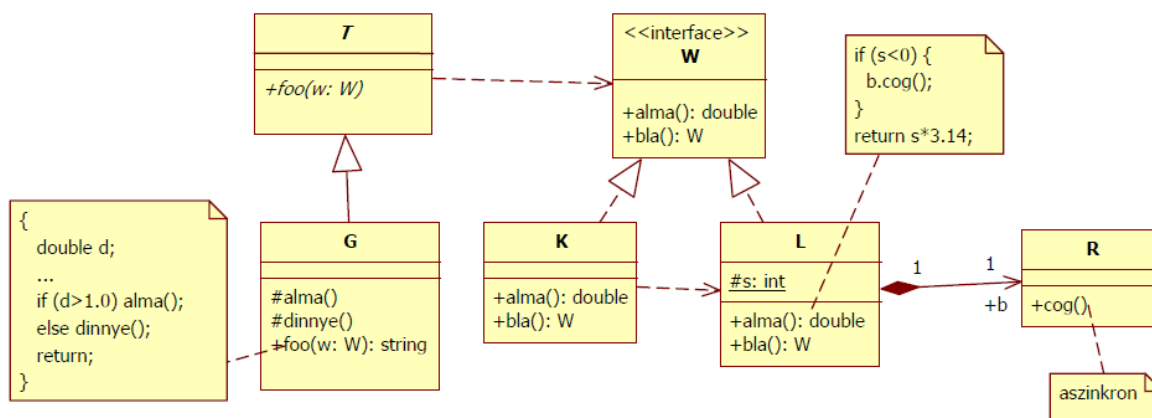 T
+foo(w: W)
<<interface>>
W
+alma(): double
+bla(): W
if (s<0) {
b.cog();
}
return s*3.14;
{
double d;
...
if (d>1.0) alma();
else dinnye();
return;
}
G
#alma()
#dinnye()
+foo(w: W): string
K
+alma(): double
+bla(): W
L
#s: int
+alma(): double
+bla(): W
1
1
+b
R
+cog()
aszinkron